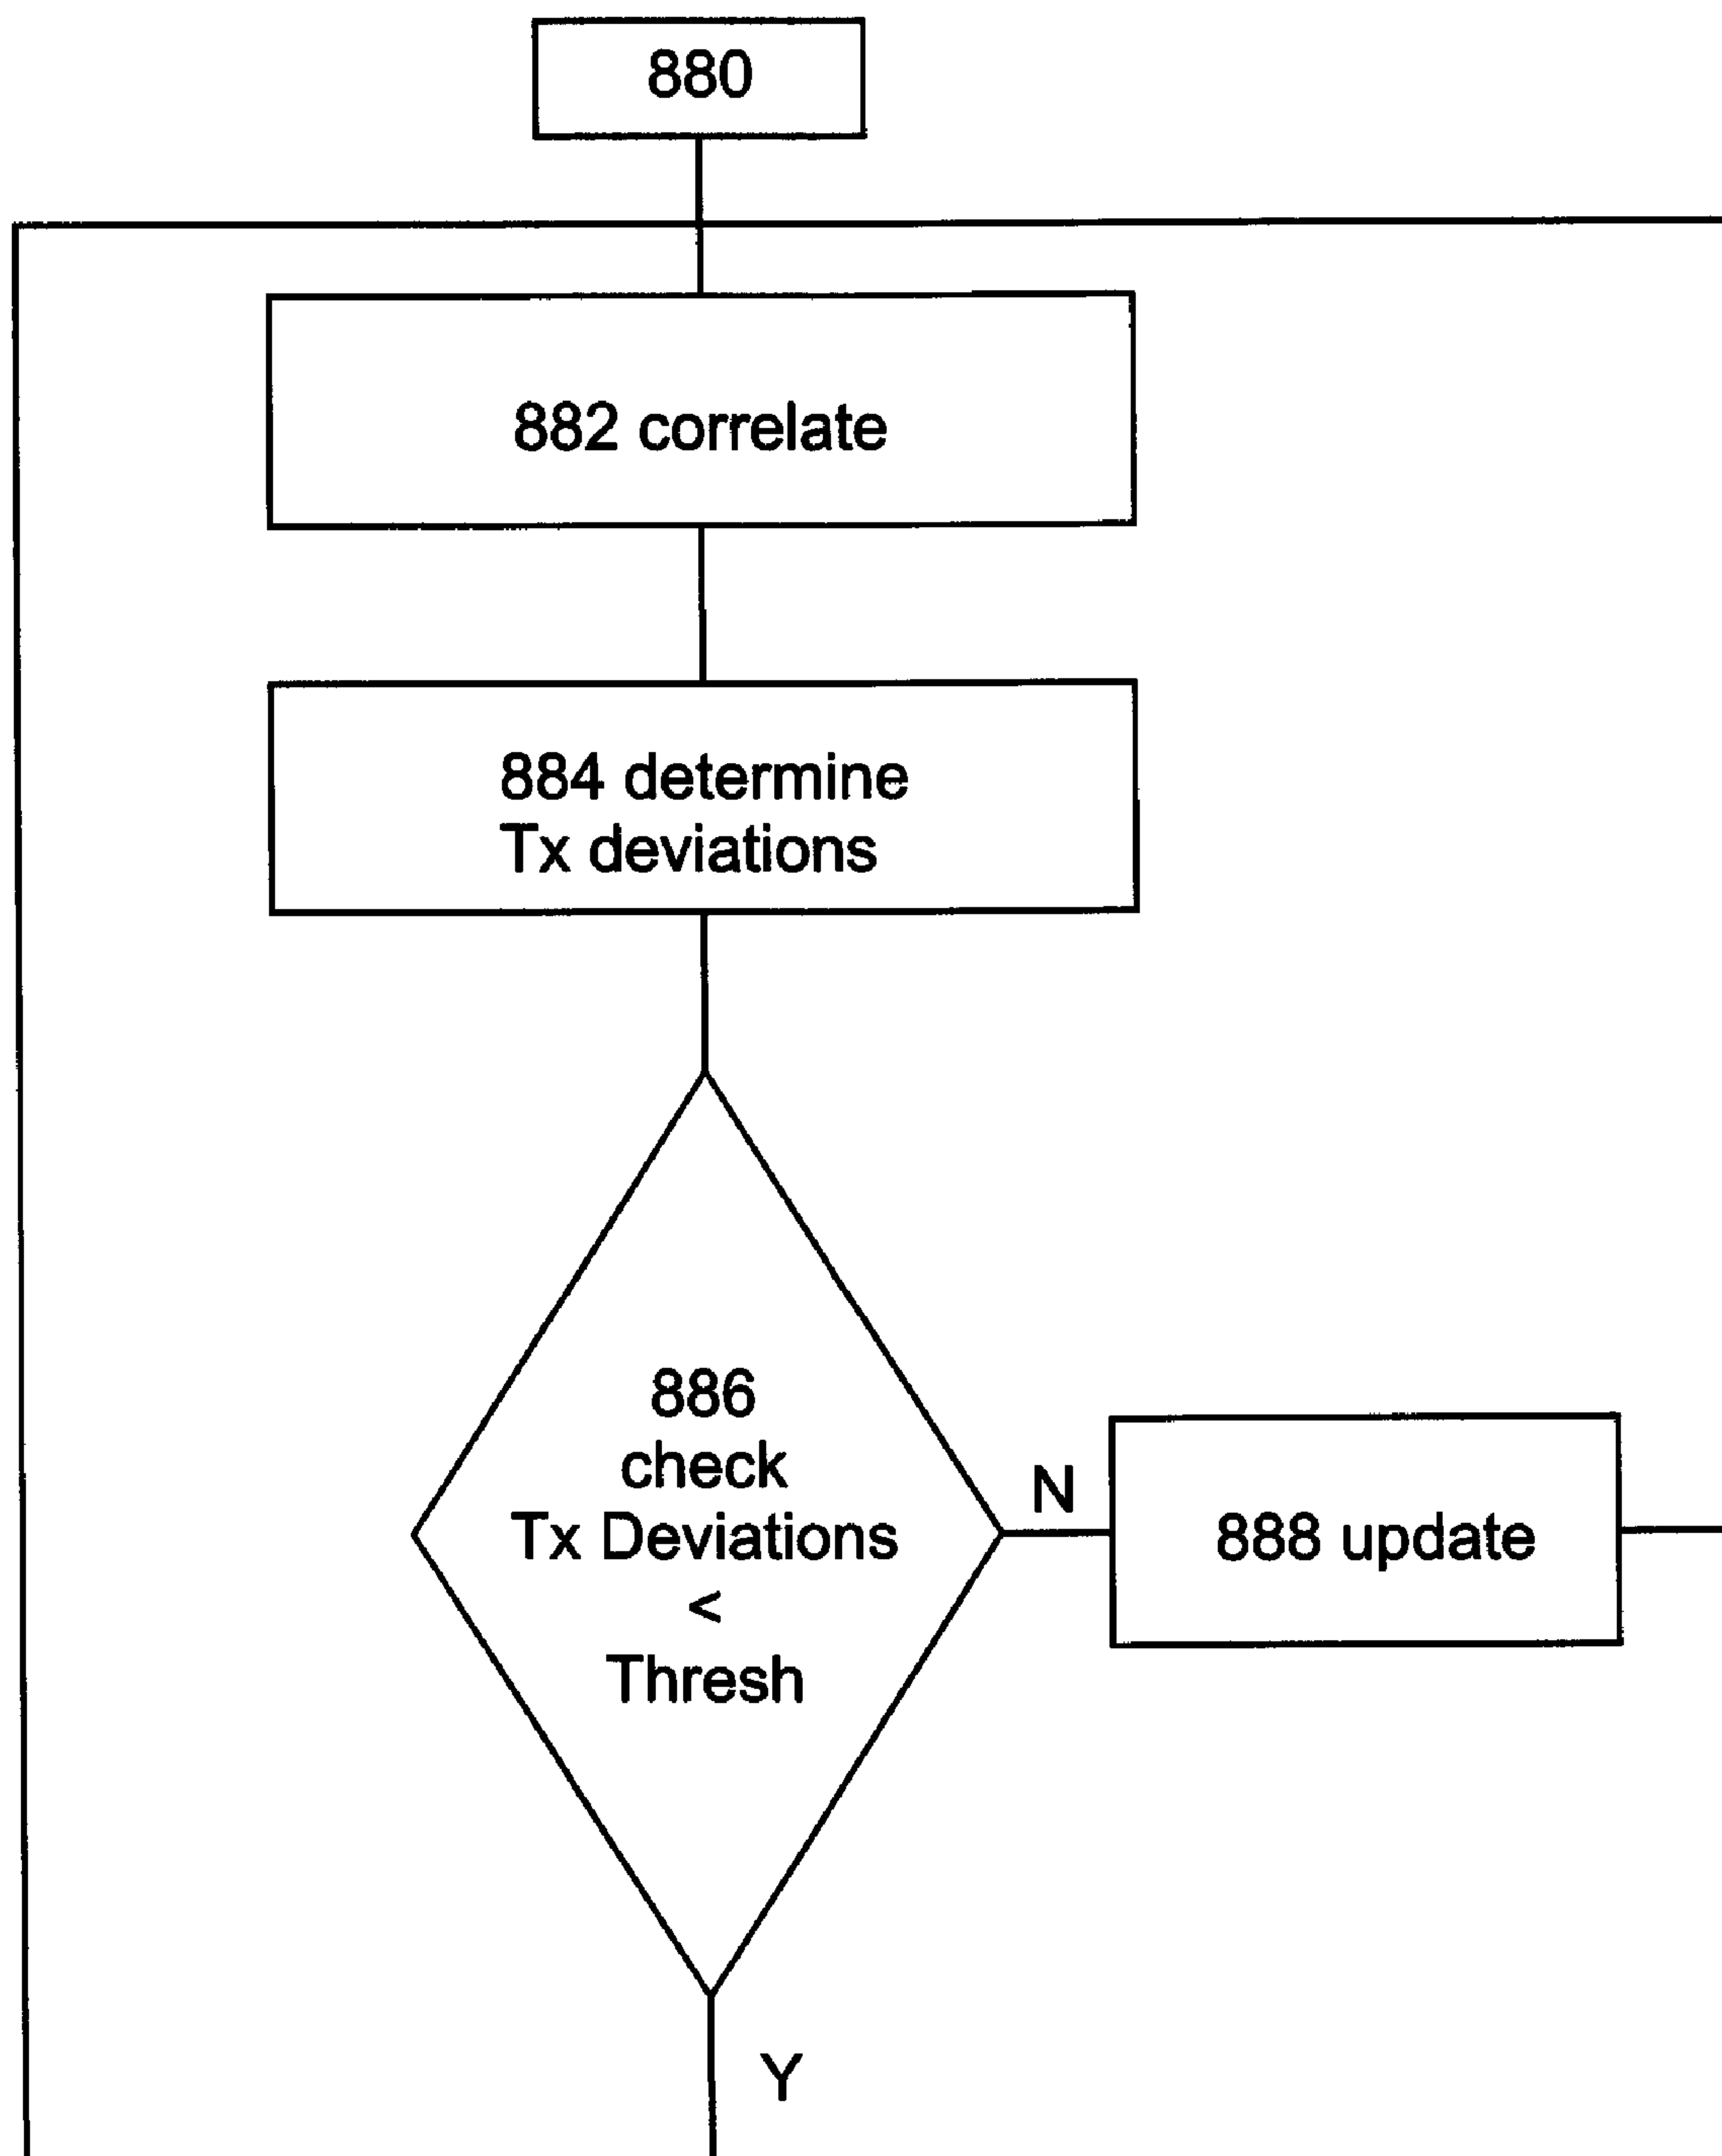 880
882 correlate
884 determine
Tx deviations
886
check
Tx Deviations
<
Thresh
N
888 update
Y